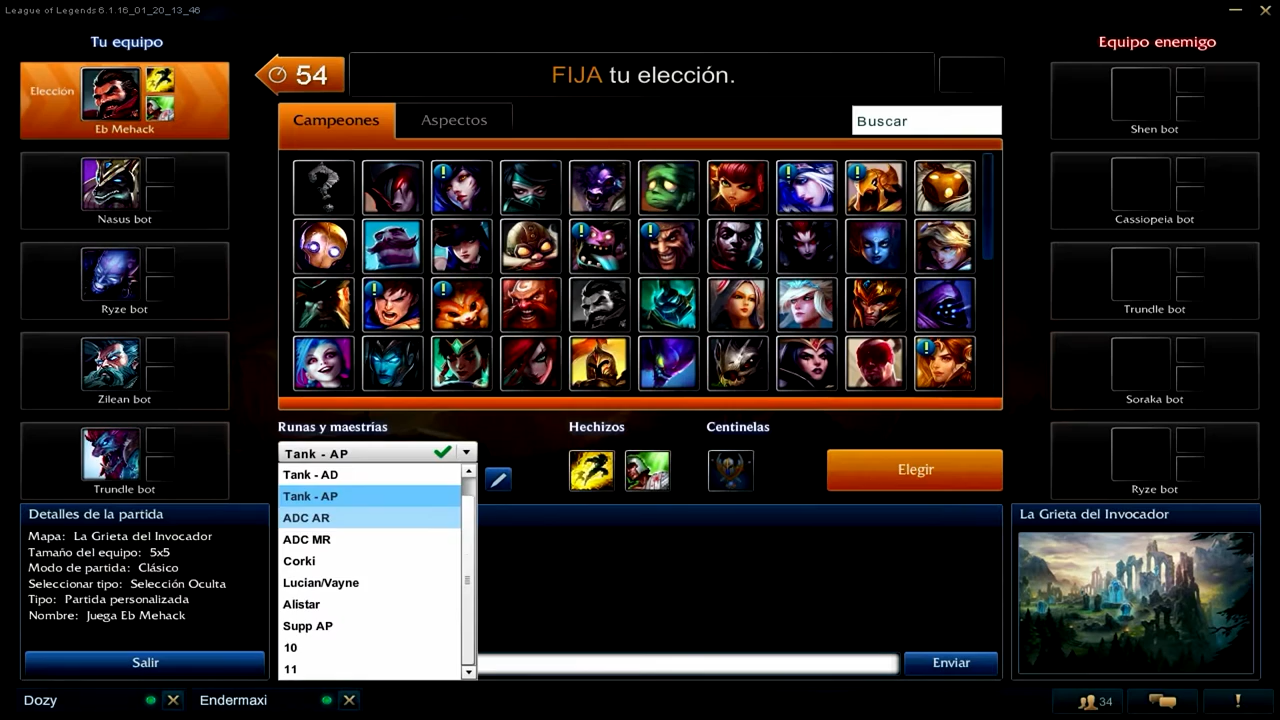 League of Legends 6.1.16_01_20_13_46
Tu equipo
Elección
Eb Mehack
Nasus bot
Ryze bot
Zilean bot
Trundle bot
54
FIJA tu elección.
Campeones
Aspectos
Buscar
Equipo enemigo
Shen bot
Cassiopeia bot
Trundle bot
Soraka bot
Ryze bot
Runas y maestrías
Hechizos
Centinelas
Tank - AP
Elegir
Tank - AD
Tank - AP
ADC AR
ADC MR
Corki
Lucian/Vayne
Alistar
Supp AP
10
11
Detalles de la partida
Mapa: La Grieta del Invocador
Tamaño del equipo: 5x5
Modo de partida: Clásico
Seleccionar tipo: Selección Oculta
Tipo: Partida personalizada
Nombre: Juega Eb Mehack
Salir
Enviar
La Grieta del Invocador
Dozy
Endermaxi
34